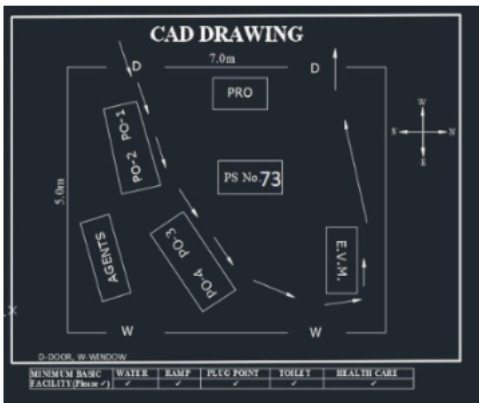 CAD DRAWING
7.0m
D
D
PRO
PO-2 PO-1
W
S
N
E
PS No.73
5.0m
AGENTS
PO-4 PO-3
E.V.M.
W
W
D-DOOR, W-WINDOW
MINIMUM BASIC WATER RAMP PLUG POINT TOILET HEALTH CARE
FACILITY (Please ✓) ✓ ✓ ✓ ✓ ✓